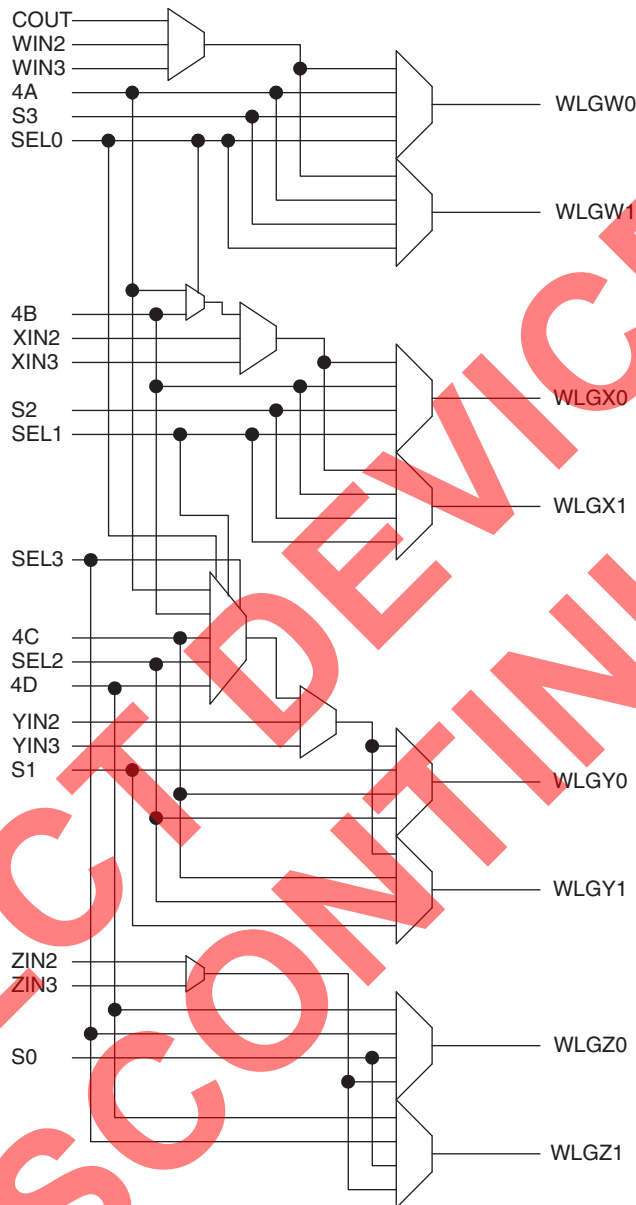 COUT
WIN2
WIN3
4A
S3
SEL0
WLGW0
WLGW1
4B
XIN2
XIN3
S2
SEL1
WLGX0
WLGX1
SEL3
4C
SEL2
4D
YIN2
YIN3
S1
WLGY0
WLGY1
ZIN2
ZIN3
S0
WLGZ0
WLGZ1
CT DEVICE
SCONTIN